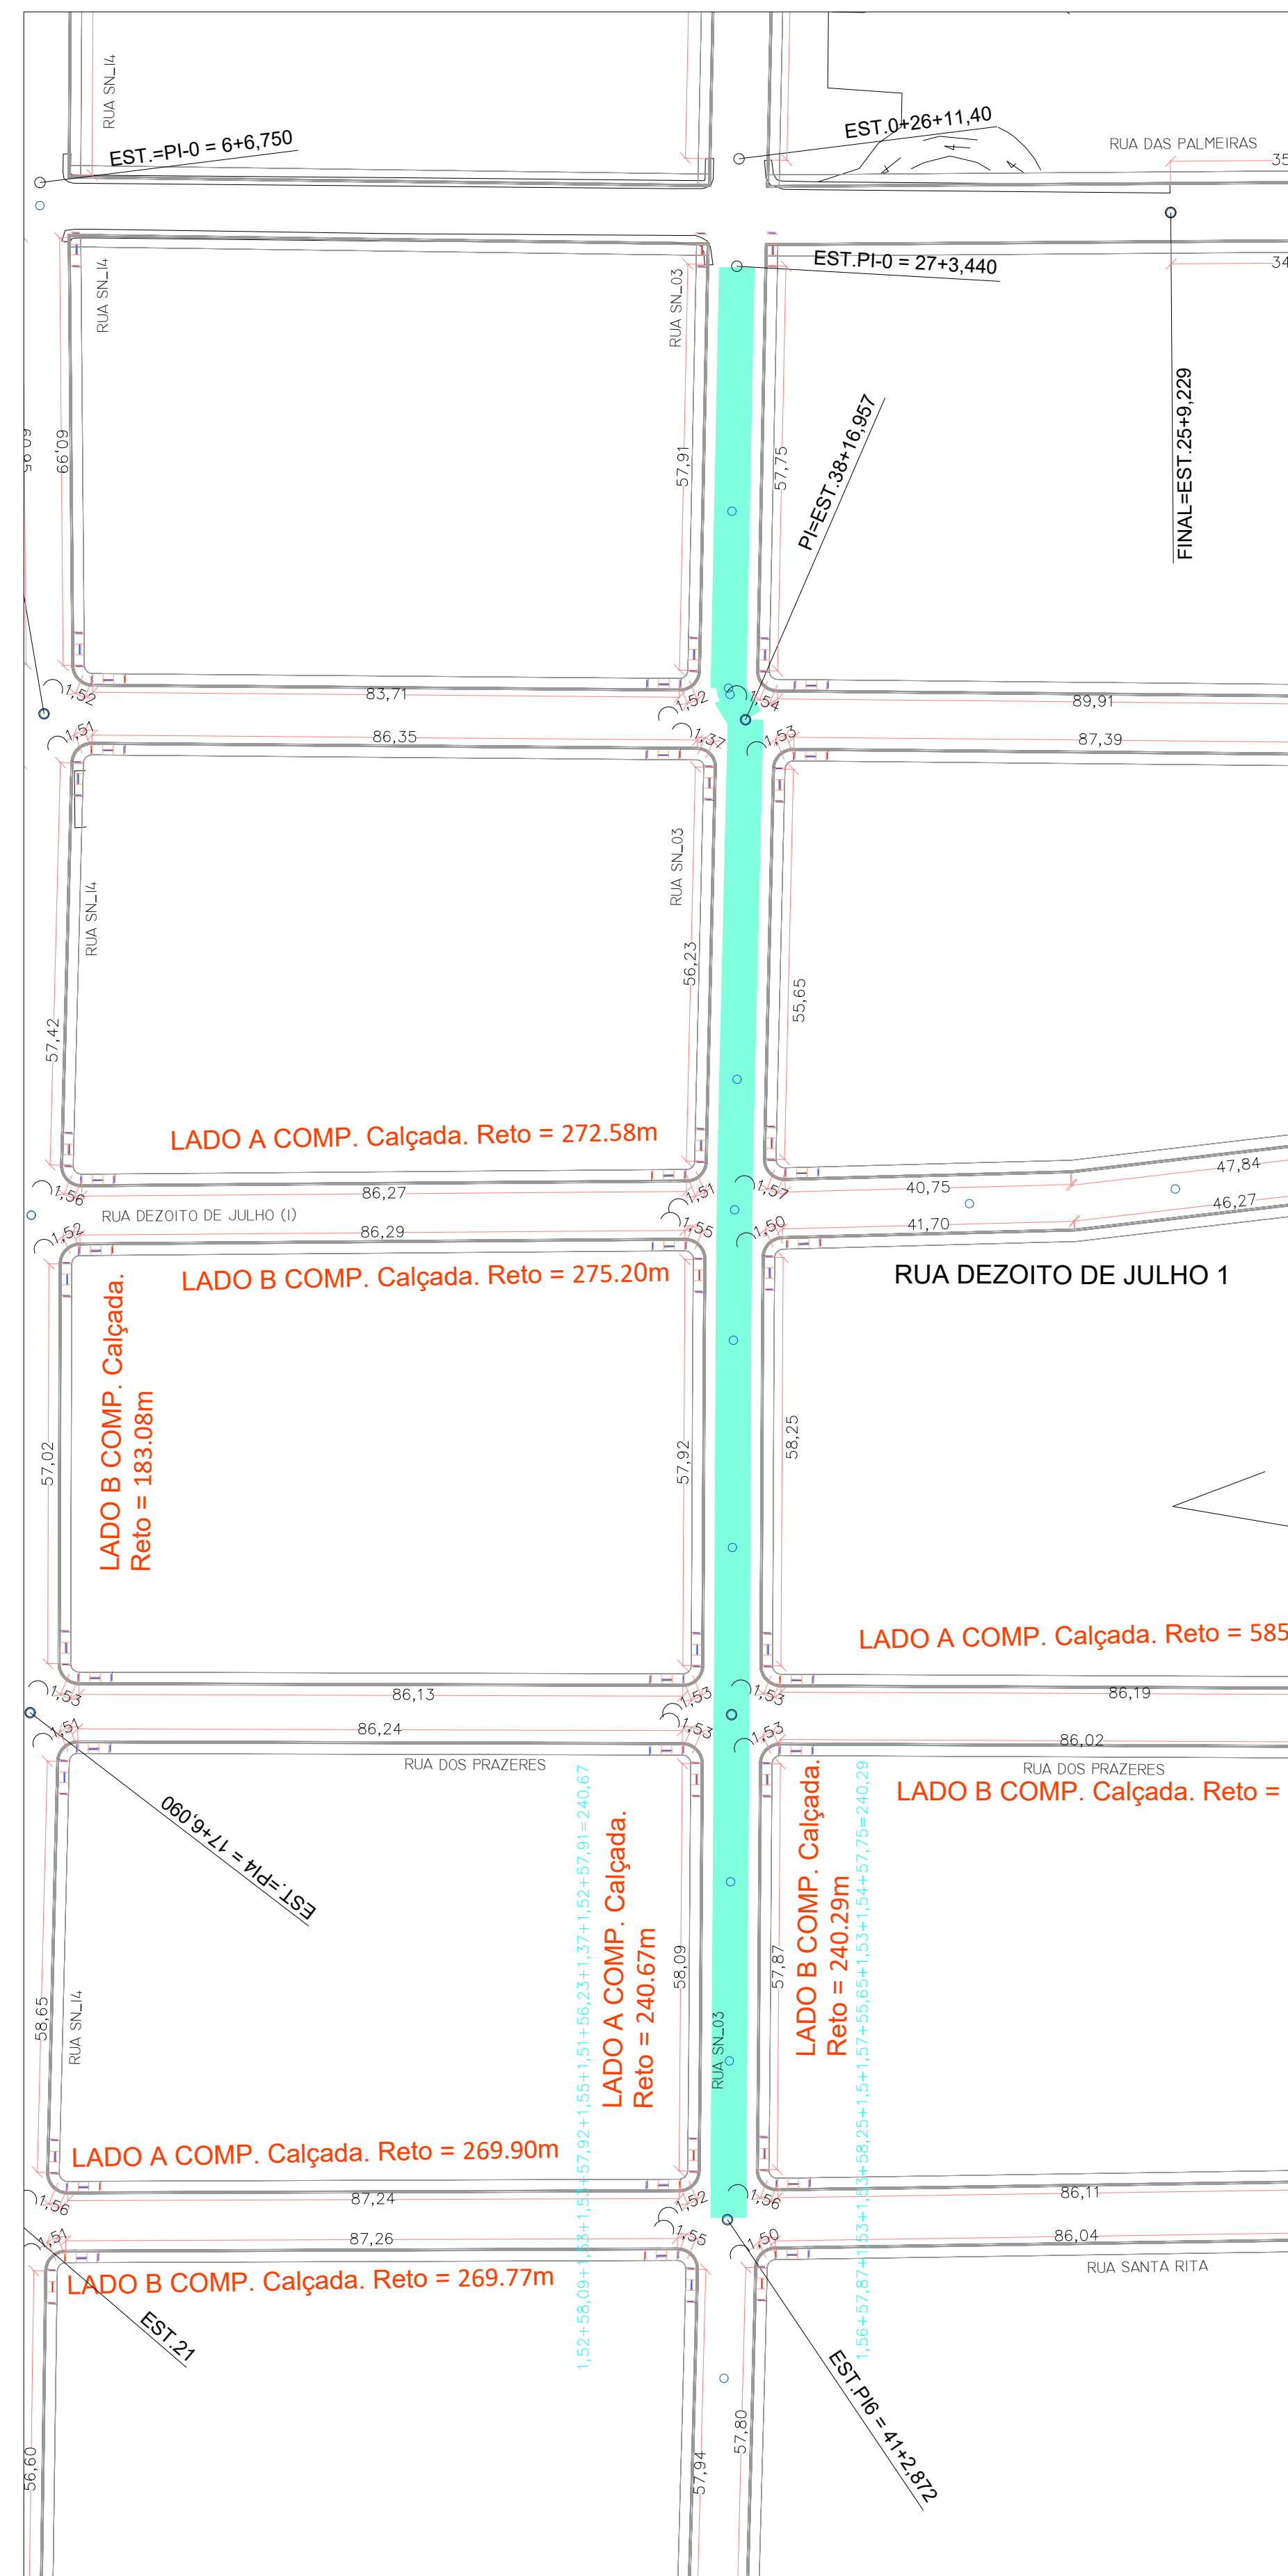 RUA SN_14
EST.=PI-0 = 6+6,750
EST.0+26+11,40
RUA DAS PALMEIRAS
4
4
4
35
34
RUA SN_14
RUA SN_03
EST.PI-0 = 27+3,440
PI=EST.38+16,957
FINAL=EST.25+9,229
60,95
60,99
57,91
57,75
1,52
83,71
1,52
1,54
89,91
1,51
86,35
1,37
1,53
87,39
RUA SN_14
RUA SN_03
57,42
56,23
55,65
LADO A COMP. Calçada. Reto = 272.58m
1,56
86,27
1,51
1,57
40,75
47,84
RUA DEZOITO DE JULHO (1)
1,52
86,29
1,55
1,50
41,70
46,27
LADO B COMP. Calçada. Reto = 275.20m
RUA DEZOITO DE JULHO 1
LADO B COMP. Calçada.
Reto = 183.08m
57,02
57,92
58,25
LADO A COMP. Calçada. Reto = 585
1,53
86,13
1,53
1,53
86,19
1,51
86,24
1,53
1,53
86,02
RUA DOS PRAZERES
RUA DOS PRAZERES
LADO B COMP. Calçada. Reto =
EST.=PI4 = 17+6,090
1,52+58,09+1,53+1,53+57,92+1,55+1,51+56,23+1,37+1,52+57,91=240.67
LADO A COMP. Calçada.
Reto = 240.67m
LADO B COMP. Calçada.
Reto = 240.29m
1,56+57,87+1,53+1,53+58,25+1,5+1,57+55,65+1,53+1,54+57,75=240.29
58,65
RUA SN_14
58,09
RUA SN_03
57,87
LADO A COMP. Calçada. Reto = 269.90m
1,56
87,24
1,52
1,56
86,11
1,51
87,26
1,55
1,50
86,04
RUA SANTA RITA
LADO B COMP. Calçada. Reto = 269.77m
EST.21
EST.PI6 = 41+2,872
56,60
57,94
57,80